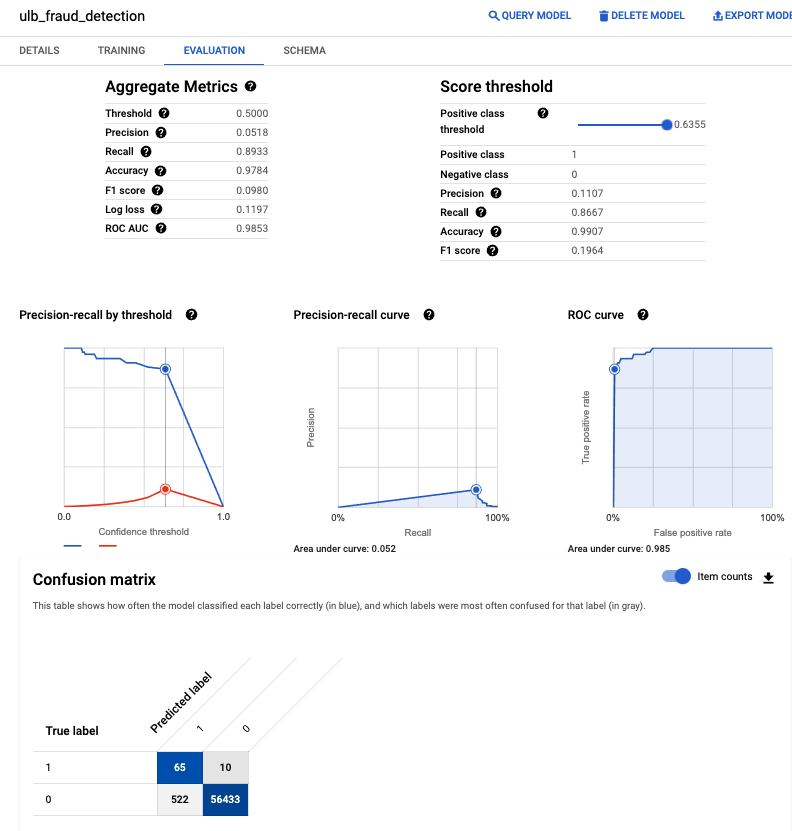 ulb_fraud_detection
QUERY MODEL DELETE MODEL EXPORT MODE
DETAILS TRAINING EVALUATION SCHEMA
Aggregate Metrics
Threshold 0.5000
Precision 0.0518
Recall 0.8933
Accuracy 0.9784
F1 score 0.0980
Log loss 0.1197
ROC AUC 0.9853
Score threshold
Positive class
threshold
0.6355
Positive class 1
Negative class 0
Precision 0.1107
Recall 0.8667
Accuracy 0.9907
F1 score 0.1964
Precision-recall by threshold
0.0 1.0
Confidence threshold
Precision-recall curve
Precision
0% 100%
Recall
Area under curve: 0.052
ROC curve
True positive rate
0% 100%
False positive rate
Area under curve: 0.985
Confusion matrix
Item counts
This table shows how often the model classified each label correctly (in blue), and which labels were most often confused for that label (in gray).
Predicted label
True label 1 0
1 65 10
0 522 56433